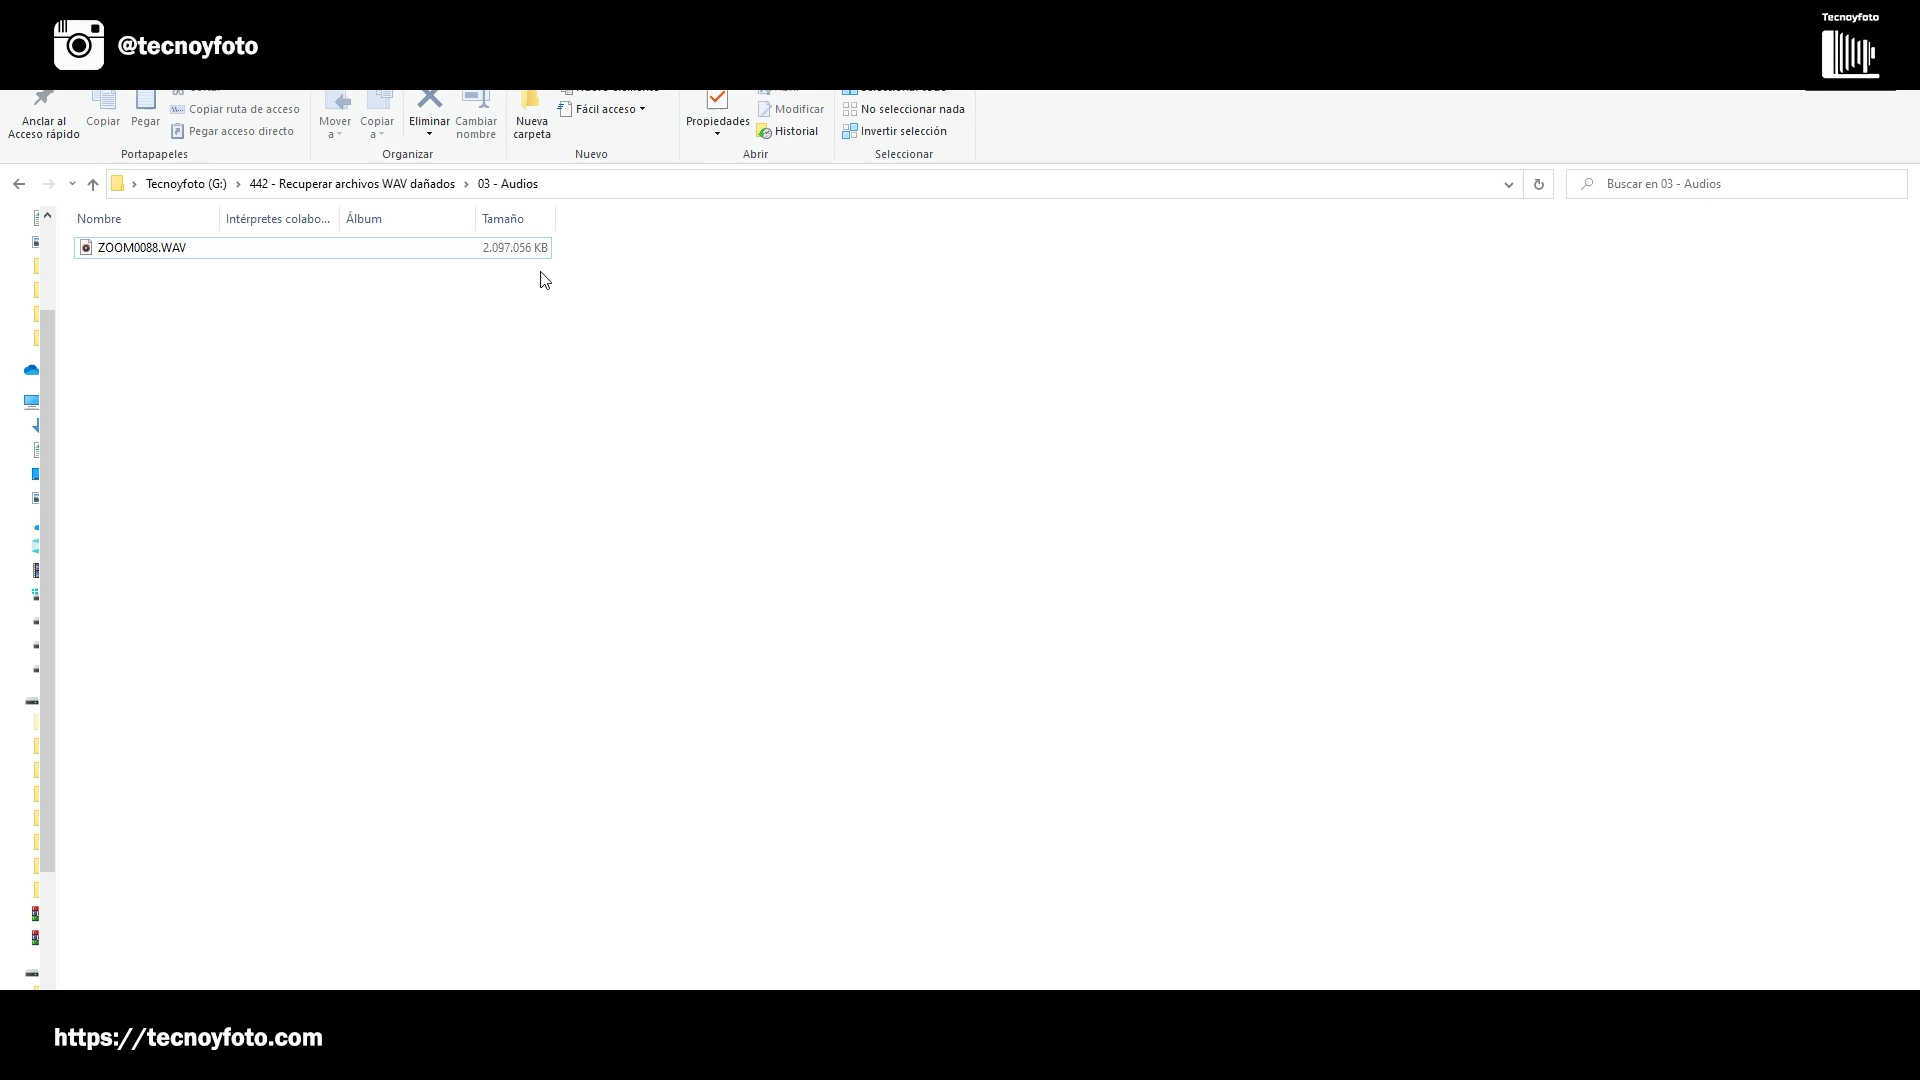 @tecnoyfoto
Tecnoyfoto
Anclar al
Acceso rápido
Copiar
Pegar
Copiar ruta de acceso
Pegar acceso directo
Portapapeles
Mover
a
Copiar
a
Eliminar
Cambiar
nombre
Organizar
Nueva
carpeta
Fácil acceso
Nuevo
Propiedades
Modificar
Historial
Abrir
No seleccionar nada
Invertir selección
Seleccionar
Tecnoyfoto (G:) › 442 - Recuperar archivos WAV dañados › 03 - Audios
Buscar en 03 - Audios
Nombre
Intérpretes colabo...
Álbum
Tamaño
ZOOM0088.WAV
2.097.056 KB
https://tecnoyfoto.com